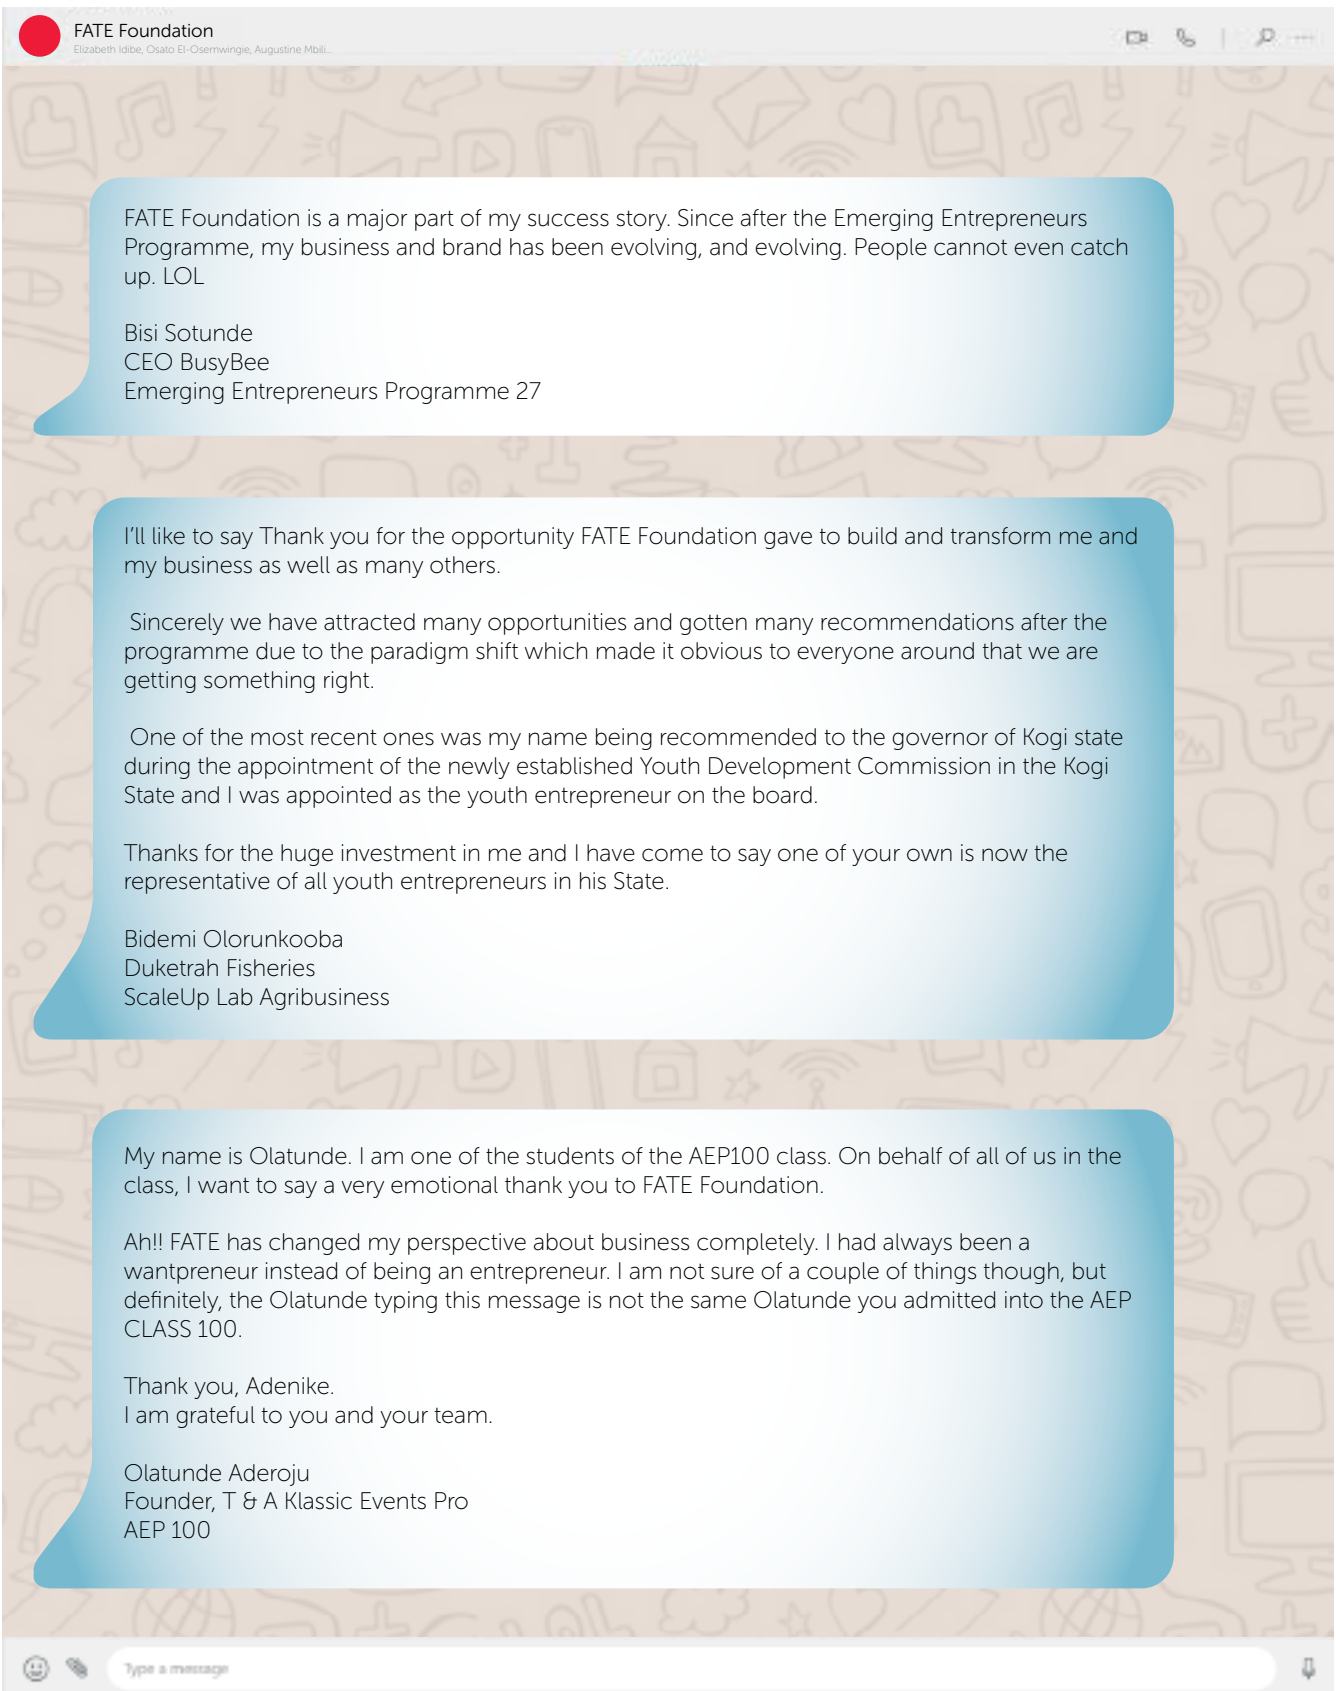 FATE Foundation
Elizabeth Idibe, Osato El-Osemwingie, Augustine Mbili...
FATE Foundation is a major part of my success story. Since after the Emerging Entrepreneurs
Programme, my business and brand has been evolving, and evolving. People cannot even catch
up. LOL
Bisi Sotunde
CEO BusyBee
Emerging Entrepreneurs Programme 27
I'll like to say Thank you for the opportunity FATE Foundation gave to build and transform me and
my business as well as many others.
Sincerely we have attracted many opportunities and gotten many recommendations after the
programme due to the paradigm shift which made it obvious to everyone around that we are
getting something right.
One of the most recent ones was my name being recommended to the governor of Kogi state
during the appointment of the newly established Youth Development Commission in the Kogi
State and I was appointed as the youth entrepreneur on the board.
Thanks for the huge investment in me and I have come to say one of your own is now the
representative of all youth entrepreneurs in his State.
Bidemi Olorunkooba
Duketrah Fisheries
ScaleUp Lab Agribusiness
My name is Olatunde. I am one of the students of the AEP100 class. On behalf of all of us in the
class, I want to say a very emotional thank you to FATE Foundation.
Ah!! FATE has changed my perspective about business completely. I had always been a
wantpreneur instead of being an entrepreneur. I am not sure of a couple of things though, but
definitely, the Olatunde typing this message is not the same Olatunde you admitted into the AEP
CLASS 100.
Thank you, Adenike.
I am grateful to you and your team.
Olatunde Aderoju
Founder, T & A Klassic Events Pro
AEP 100
Type a message